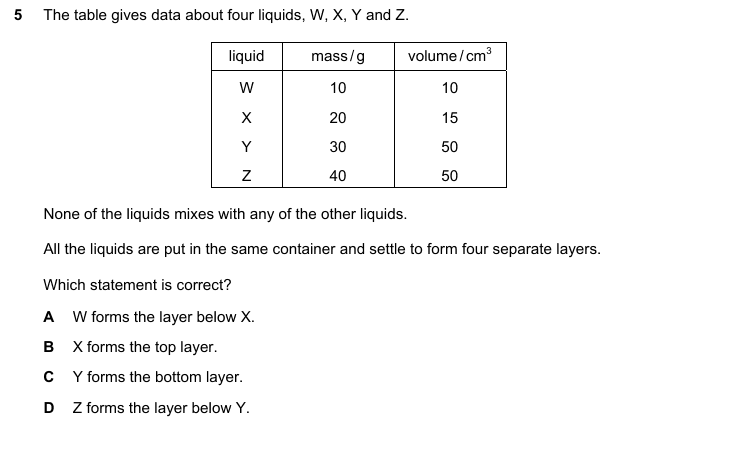 5 The table gives data about four liquids, W, X, Y and Z.
liquid mass/g volume/cm³
W 10 10
X 20 15
Y 30 50
Z 40 50
None of the liquids mixes with any of the other liquids.
All the liquids are put in the same container and settle to form four separate layers.
Which statement is correct?
A W forms the layer below X.
B X forms the top layer.
C Y forms the bottom layer.
D Z forms the layer below Y.